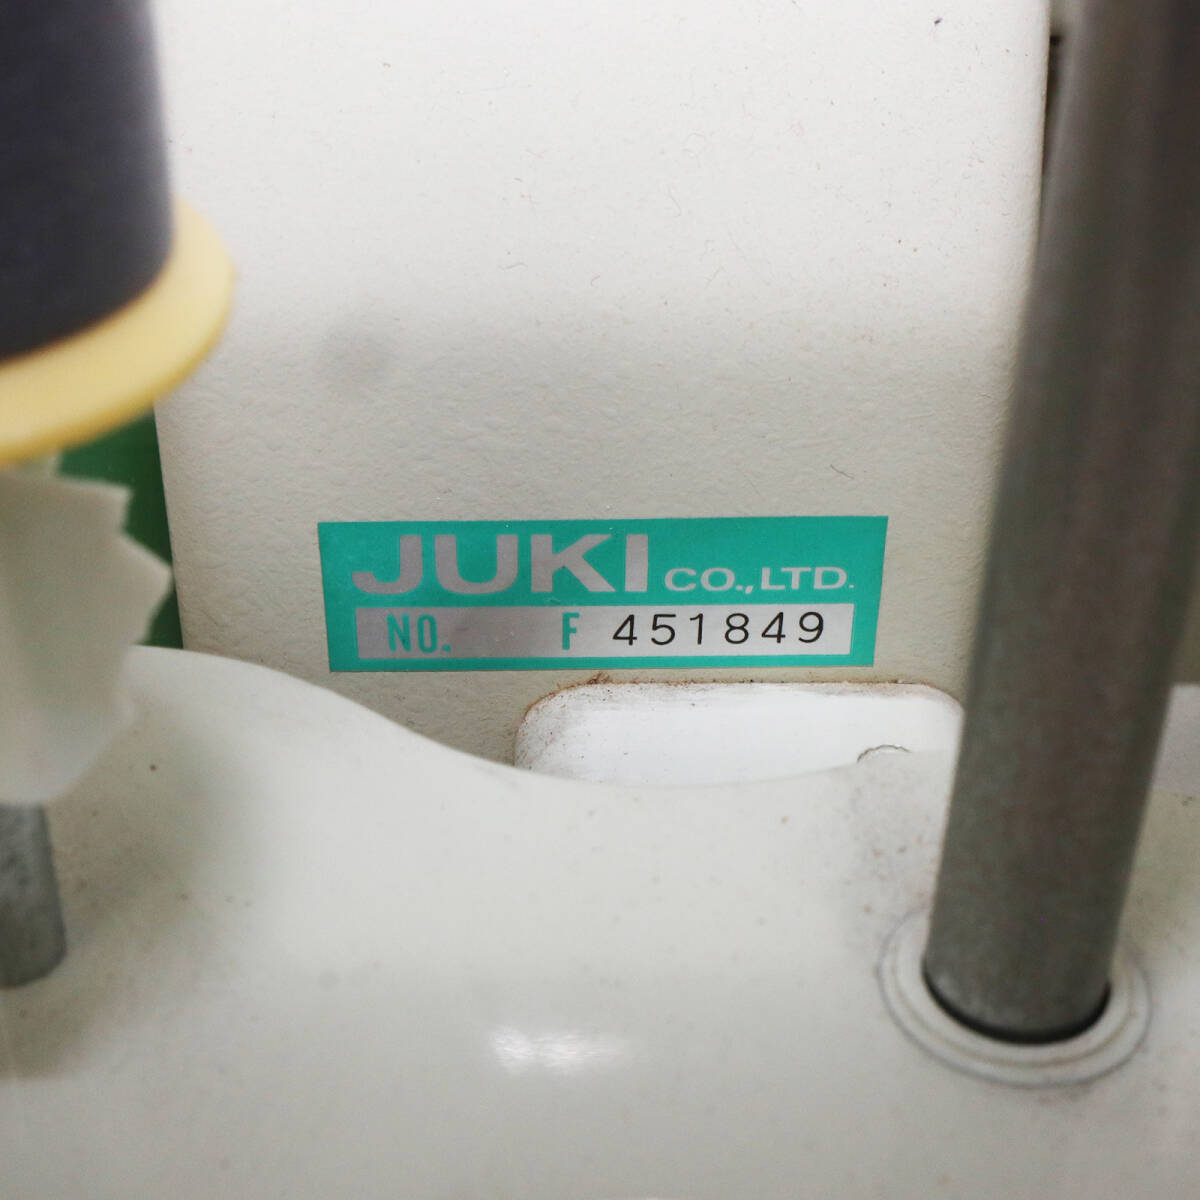 JUKI CO.,LTD.
NO. F 451849